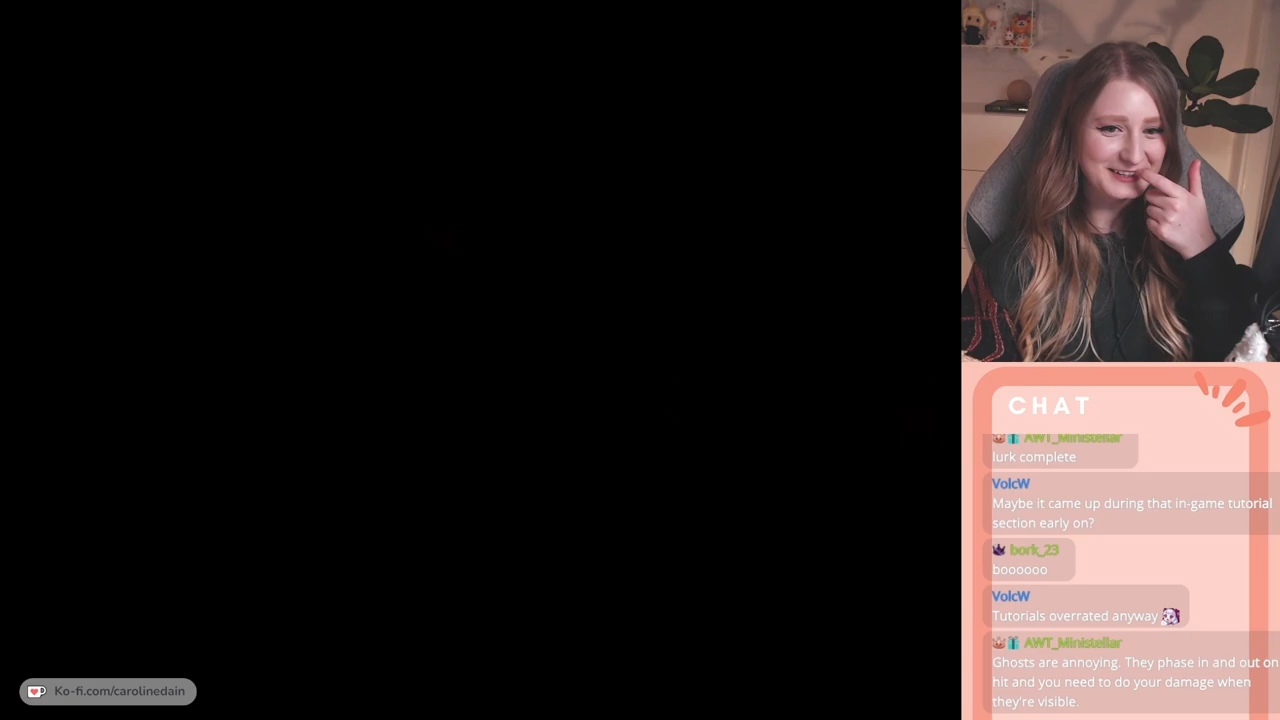 CHAT
AWT_Ministellar
lurk complete
VolcW
Maybe it came up during that in-game tutorial
section early on?
bork_23
boooooo
VolcW
Tutorials overrated anyway
AWT_Ministellar
Ghosts are annoying. They phase in and out on
hit and you need to do your damage when
they're visible.
Ko-fi.com/carolinedain